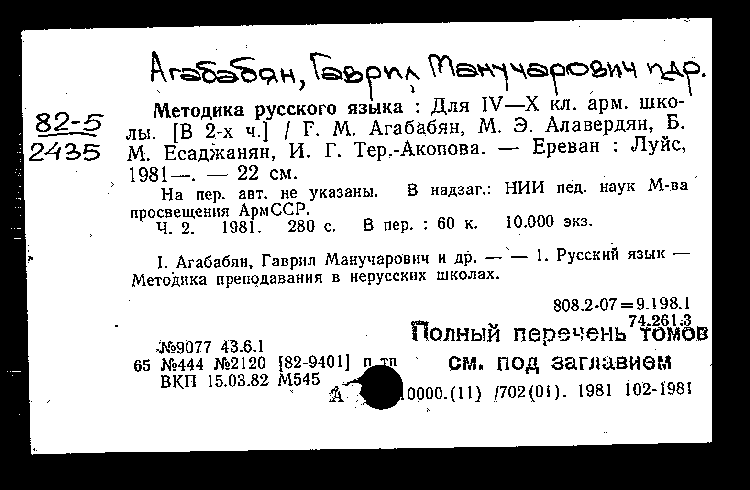 Агабабян, Гаврил Манучарович и др.
82-5
2435
Методика русского языка : Для IV—X кл. арм. шко-
лы. [В 2-х ч.] / Г. М. Агабабян, М. Э. Алавердян, Б.
М. Есаджанян, И. Г. Тер.-Акопова. — Ереван : Луйс,
1981—. — 22 см.
На пер. авт. не указаны. В надзаг.: НИИ пед. наук М-ва
просвещения АрмССР.
Ч. 2. 1981. 280 с. В пер. : 60 к. 10.000 экз.
I. Агабабян, Гаврил Манучарович и др. — — 1. Русский язык —
Методика преподавания в нерусских школах.
808.2-07=9.198.1
74.261.3
Полный перечень томов
см. под заглавием
№9077 43.6.1
65 №444 №2120 [82-9401] п тп
ВКП 15.03.82 М545
А 10000.(11) /702(01). 1981 102-1981